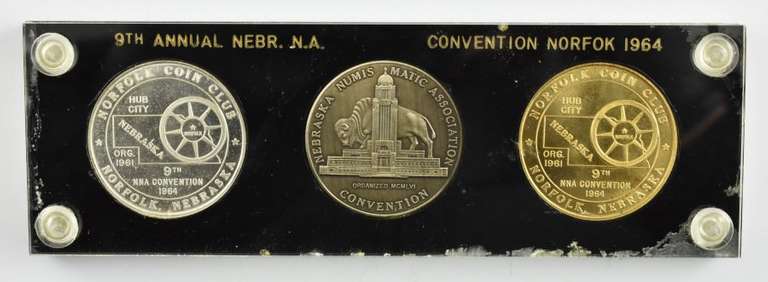 9TH ANNUAL NEBR. N.A. CONVENTION NORFOK 1964
NORFOLK COIN CLUB
HUB
CITY
NEBRASKA
NORFOLK
ORG.
1961
9TH
NNA CONVENTION
1964
NORFOLK, NEBRASKA
NEBRASKA NUMISMATIC ASSOCIATION
ORGANIZED MCMLVI
CONVENTION
NORFOLK COIN CLUB
HUB
CITY
NEBRASKA
NORFOLK
ORG.
1961
9TH
NNA CONVENTION
1964
NORFOLK, NEBRASKA